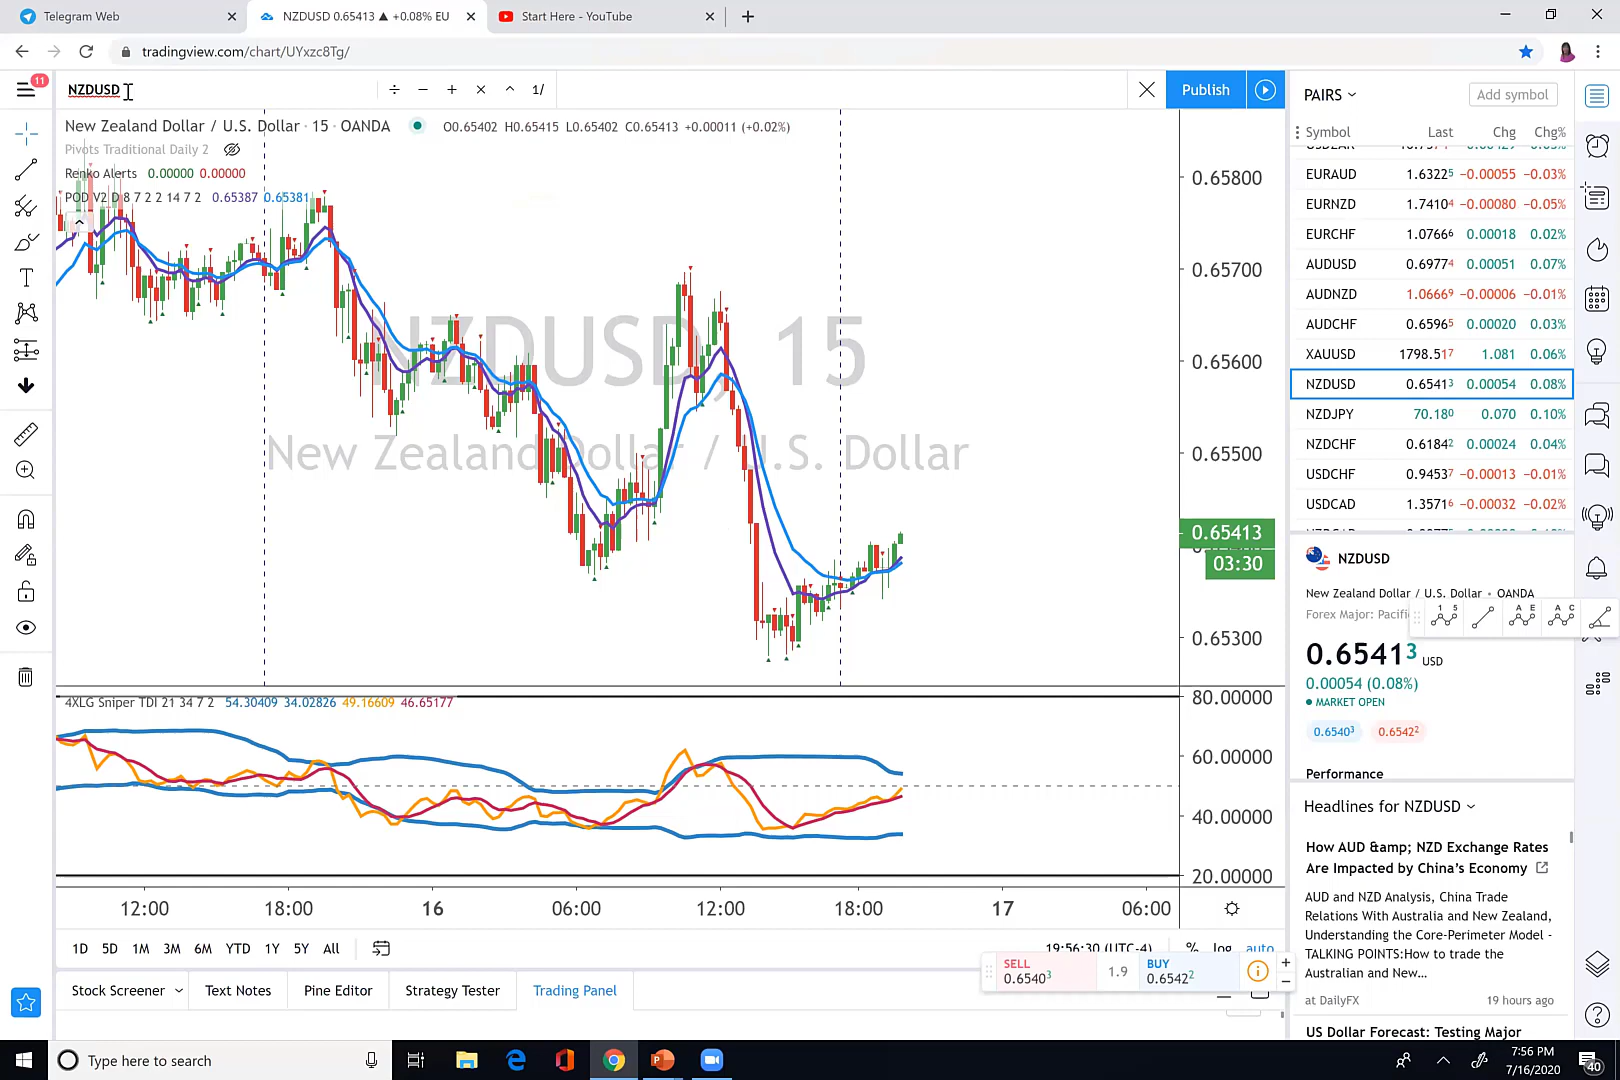 Telegram Web
NZDUSD 0.65413 ▲ +0.08% EU
Start Here - YouTube
tradingview.com/chart/UYxzc8Tg/
11
NZDUSD
÷ − + × ^ 1/
Publish
New Zealand Dollar / U.S. Dollar · 15 · OANDA
O0.65402 H0.65415 L0.65402 C0.65413 +0.00011 (+0.02%)
Pivots Traditional Daily 2
Renko Alerts 0.00000 0.00000
POD V2 D 8 7 2 2 14 7 2 0.65387 0.65381
NZDUSD, 15
New Zealand Dollar / U.S. Dollar
0.65800
0.65700
0.65600
0.65500
0.65413
03:30
0.65300
4XLG Sniper TDI 21 34 7 2 54.30409 34.02826 49.16609 46.65177
80.00000
60.00000
40.00000
20.00000
12:00 18:00 16 06:00 12:00 18:00 17 06:00
1D 5D 1M 3M 6M YTD 1Y 5Y All
19:56:30 (UTC-4) % log auto
SELL
0.65403
1.9
BUY
0.65422
Stock Screener Text Notes Pine Editor Strategy Tester Trading Panel
PAIRS
Add symbol
Symbol Last Chg Chg%
EURAUD 1.63225 −0.00055 −0.03%
EURNZD 1.74104 −0.00080 −0.05%
EURCHF 1.07666 0.00018 0.02%
AUDUSD 0.69774 0.00051 0.07%
AUDNZD 1.06669 −0.00006 −0.01%
AUDCHF 0.65965 0.00020 0.03%
XAUUSD 1798.517 1.081 0.06%
NZDUSD 0.65413 0.00054 0.08%
NZDJPY 70.180 0.070 0.10%
NZDCHF 0.61842 0.00024 0.04%
USDCHF 0.94537 −0.00013 −0.01%
USDCAD 1.35716 −0.00032 −0.02%
NZDUSD
New Zealand Dollar / U.S. Dollar • OANDA
Forex Major: Pacific
1 5
A E
A C
0.65413 USD
0.00054 (0.08%)
MARKET OPEN
0.65403 0.65422
Performance
Headlines for NZDUSD
How AUD &amp; NZD Exchange Rates
Are Impacted by China's Economy
AUD and NZD Analysis, China Trade
Relations With Australia and New Zealand,
Understanding the Core-Perimeter Model -
TALKING POINTS:How to trade the
Australian and New...
at DailyFX 19 hours ago
US Dollar Forecast: Testing Major
Type here to search
7:56 PM
7/16/2020
40